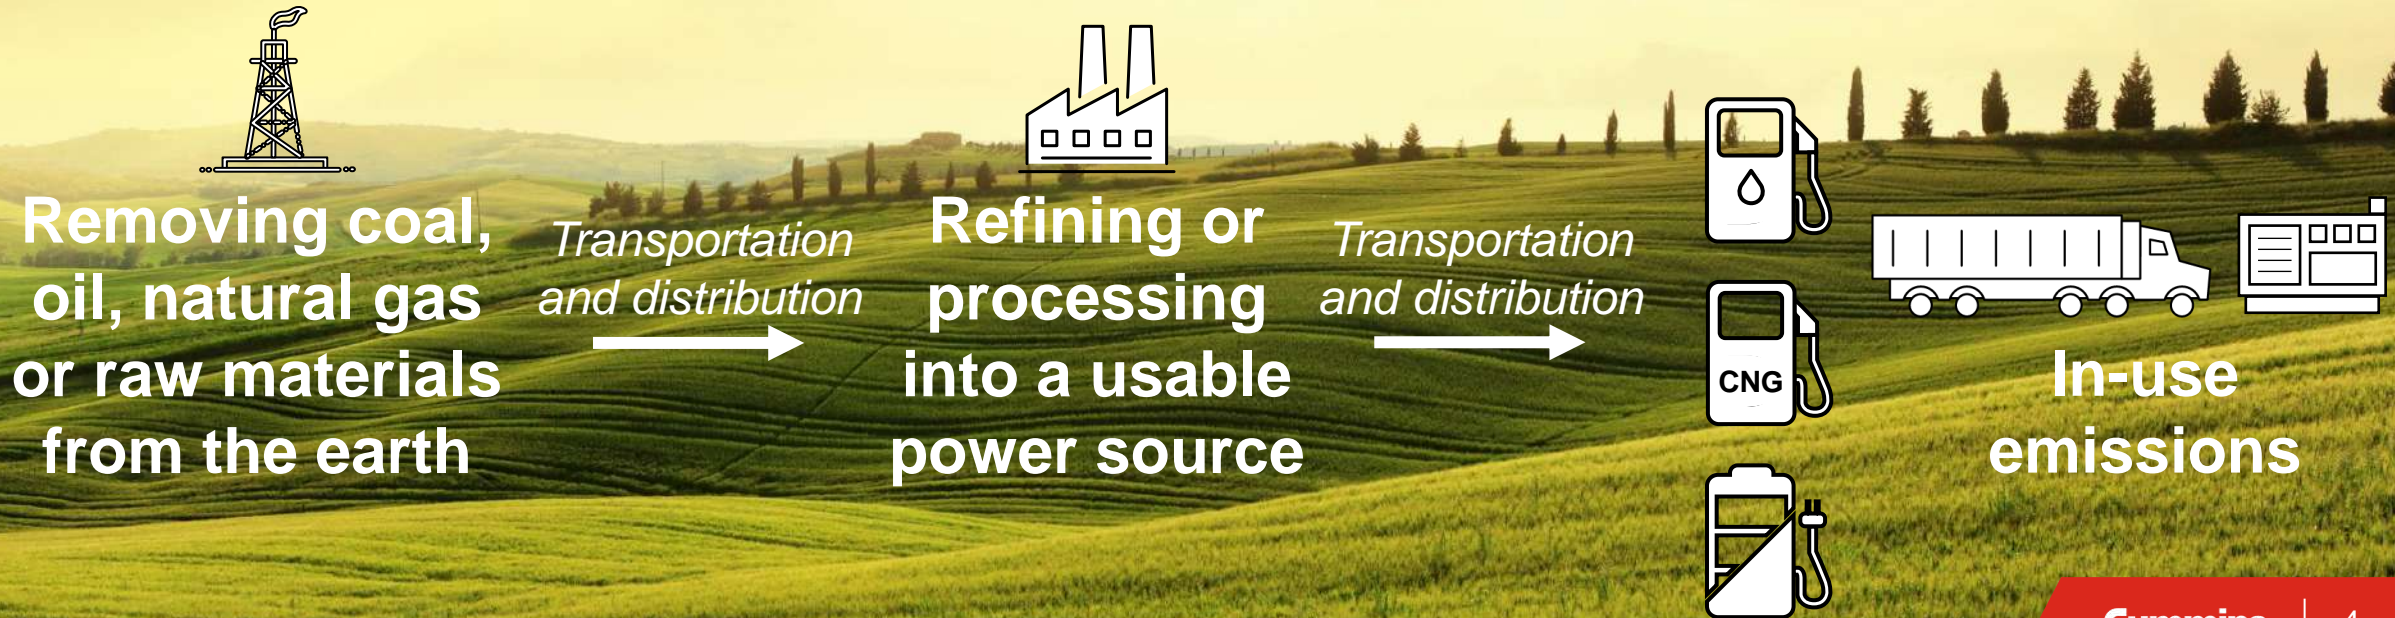 Removing coal,
oil, natural gas
or raw materials
from the earth
Transportation
and distribution
Refining or
processing
into a usable
power source
Transportation
and distribution
CNG
In-use
emissions